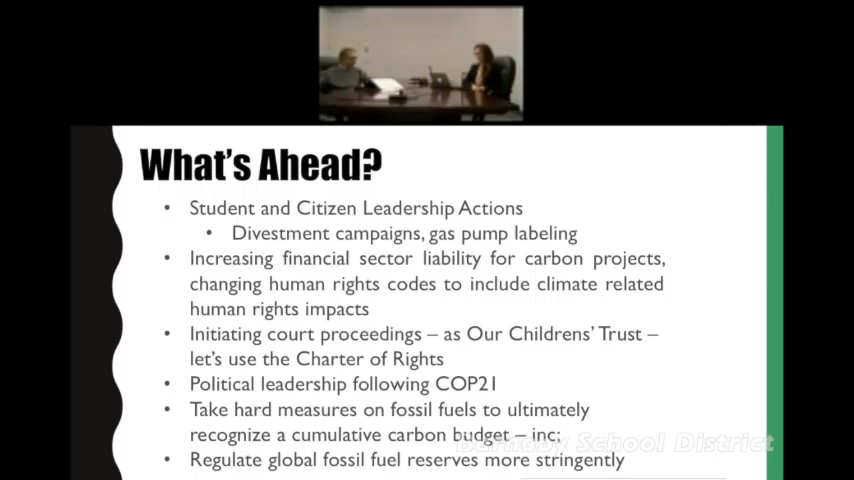 What's Ahead?
• Student and Citizen Leadership Actions
• Divestment campaigns, gas pump labeling
• Increasing financial sector liability for carbon projects,
changing human rights codes to include climate related
human rights impacts
• Initiating court proceedings – as Our Childrens' Trust –
let's use the Charter of Rights
• Political leadership following COP21
• Take hard measures on fossil fuels to ultimately
recognize a cumulative carbon budget – inc;
Burnaby School District
• Regulate global fossil fuel reserves more stringently